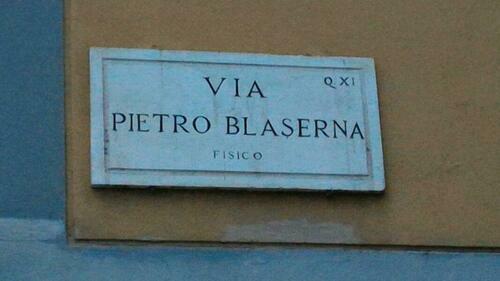 VIA Q XI
PIETRO BLASERNA
FISICO